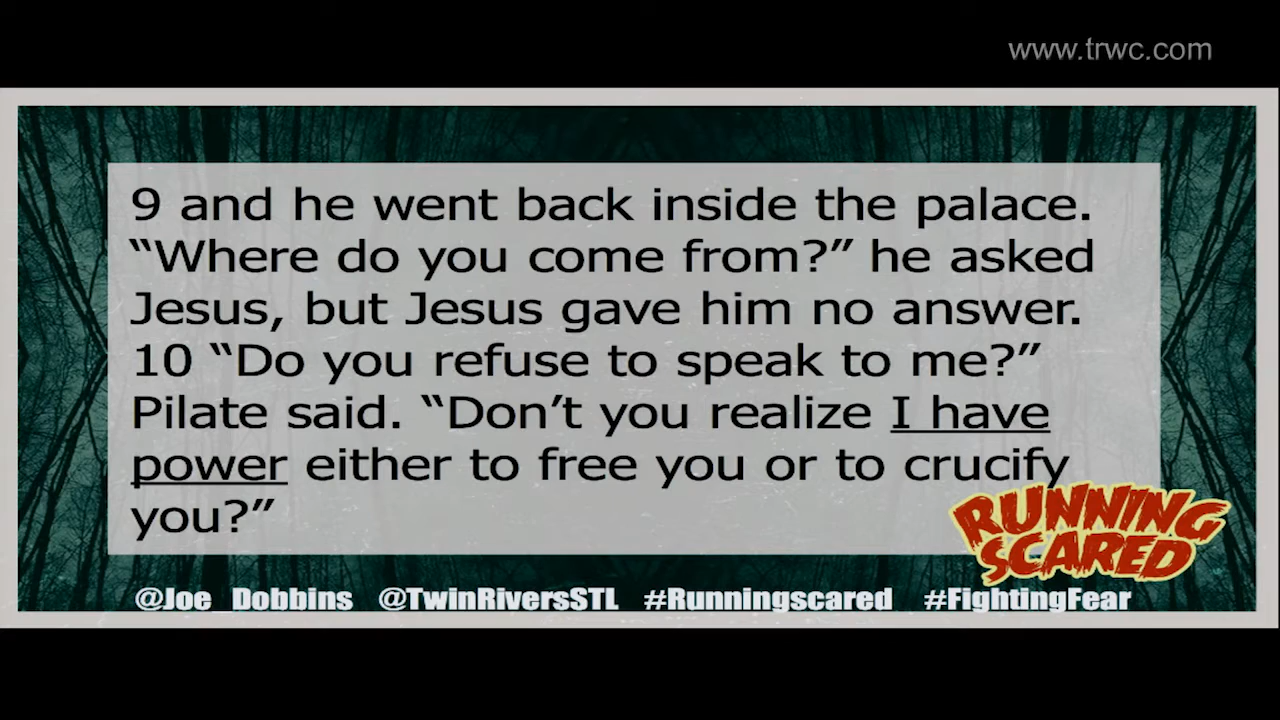 www.trwc.com
9 and he went back inside the palace.
“Where do you come from?” he asked
Jesus, but Jesus gave him no answer.
10 “Do you refuse to speak to me?”
Pilate said. “Don’t you realize I have
power either to free you or to crucify
you?”
RUNNING
SCARED
@Joe_Dobbins @TwinRiversSTL #Runningscared #FightingFear